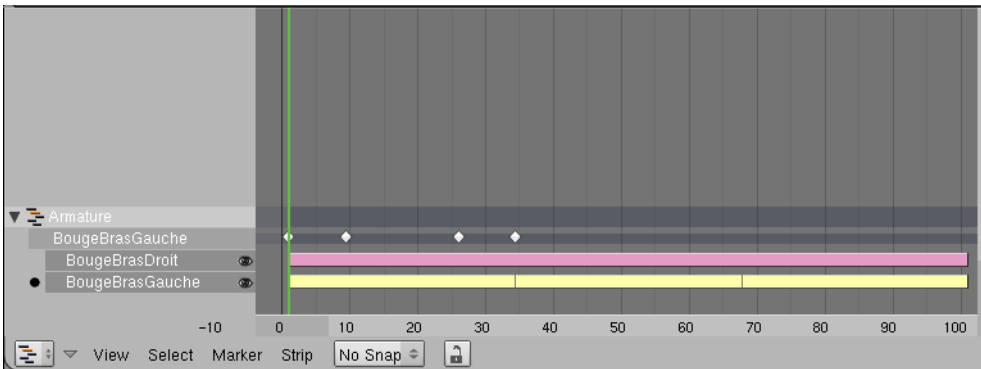 Armature
BougeBrasGauche
BougeBrasDroit
BougeBrasGauche
-10 0 10 20 30 40 50 60 70 80 90 100
View Select Marker Strip No Snap